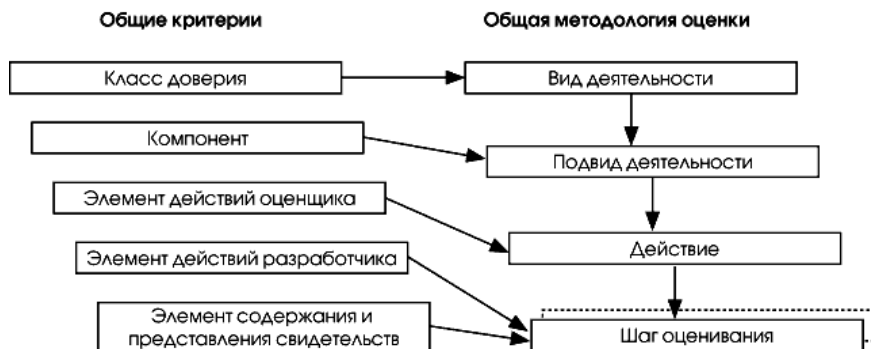 Общие критерии
Общая методология оценки
Класс доверия
Вид деятельности
Компонент
Подвид деятельности
Элемент действий оценщика
Действие
Элемент действий разработчика
Элемент содержания и
представления свидетельств
Шаг оценивания